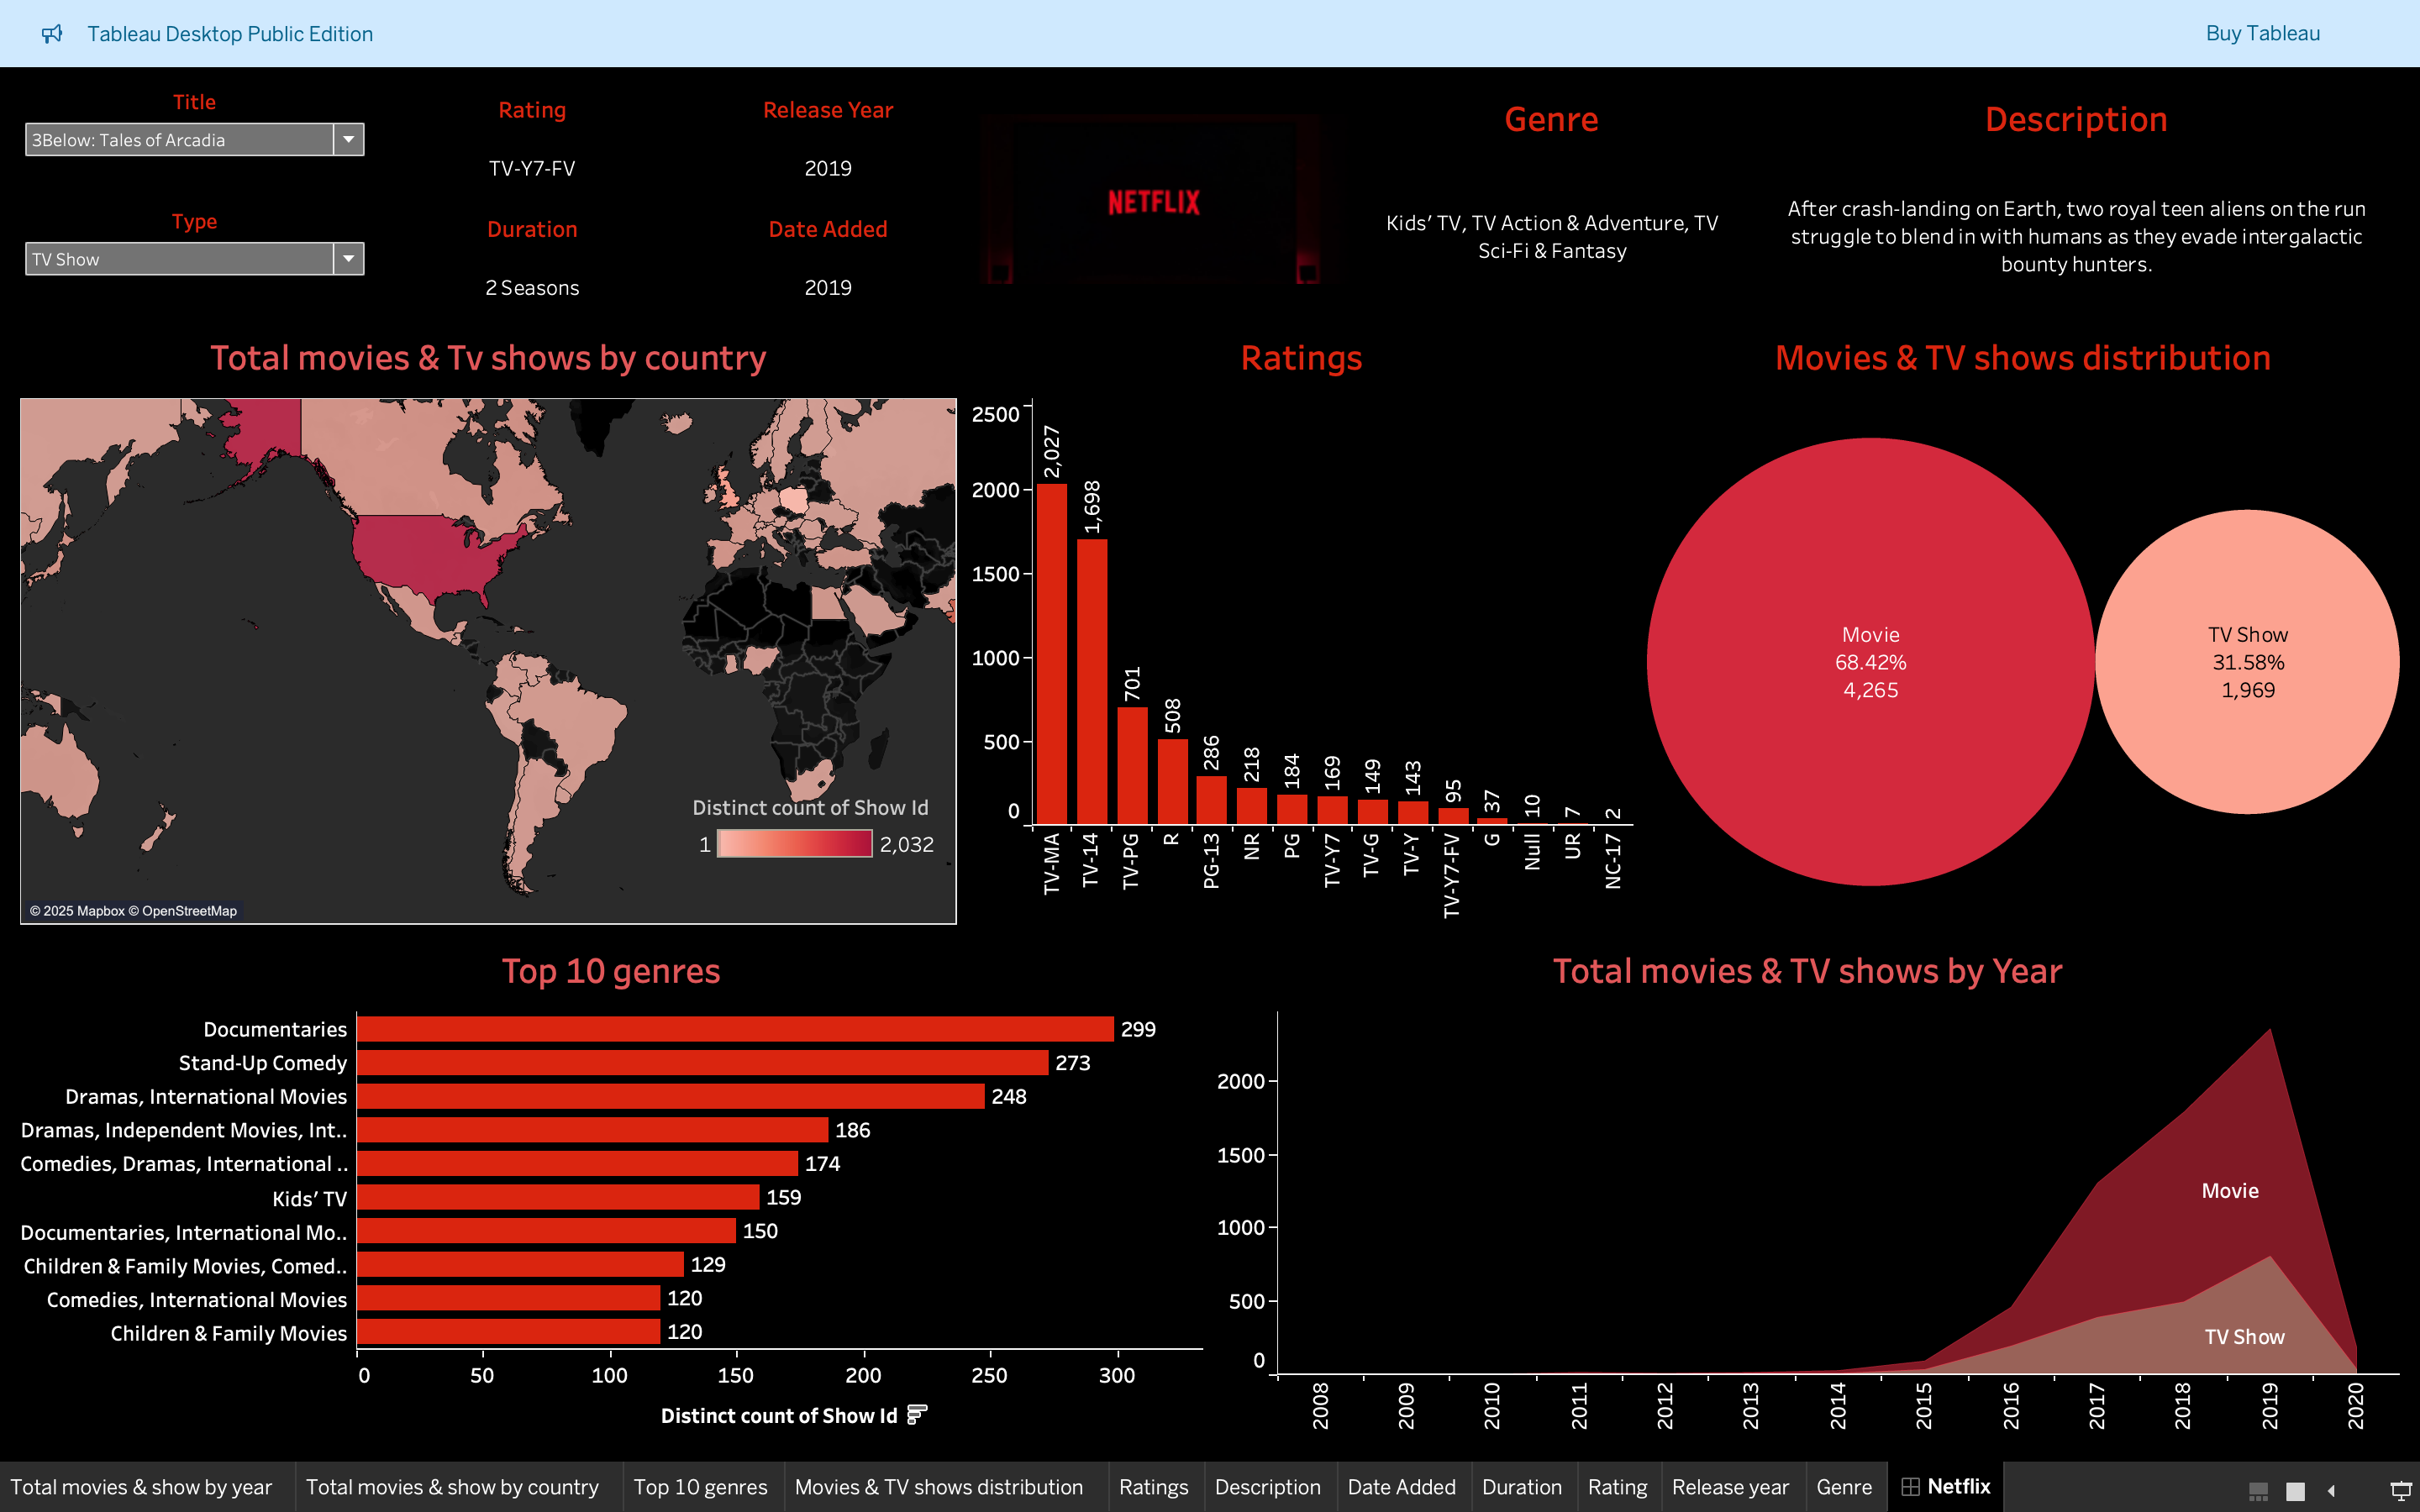 Tableau Desktop Public Edition
Buy Tableau
Title
3Below: Tales of Arcadia
Type
TV Show
Rating
TV-Y7-FV
Duration
2 Seasons
Release Year
2019
Date Added
2019
NETFLIX
Genre
Kids' TV, TV Action & Adventure, TV
Sci-Fi & Fantasy
Description
After crash-landing on Earth, two royal teen aliens on the run
struggle to blend in with humans as they evade intergalactic
bounty hunters.
Total movies & Tv shows by country
Distinct count of Show Id
1 2,032
© 2025 Mapbox © OpenStreetMap
Ratings
2500
2000
1500
1000
500
0
2,027
1,698
701
508
286
218
184
169
149
143
95
37
10
7
2
TV-MA
TV-14
TV-PG
R
PG-13
NR
PG
TV-Y7
TV-G
TV-Y
TV-Y7-FV
G
Null
UR
NC-17
Movies & TV shows distribution
Movie
68.42%
4,265
TV Show
31.58%
1,969
Top 10 genres
Documentaries 299
Stand-Up Comedy 273
Dramas, International Movies 248
Dramas, Independent Movies, Int.. 186
Comedies, Dramas, International .. 174
Kids' TV 159
Documentaries, International Mo.. 150
Children & Family Movies, Comed.. 129
Comedies, International Movies 120
Children & Family Movies 120
0 50 100 150 200 250 300
Distinct count of Show Id
Total movies & TV shows by Year
2000
1500
1000
500
0
Movie
TV Show
2008 2009 2010 2011 2012 2013 2014 2015 2016 2017 2018 2019 2020
Total movies & show by year
Total movies & show by country
Top 10 genres
Movies & TV shows distribution
Ratings
Description
Date Added
Duration
Rating
Release year
Genre
Netflix